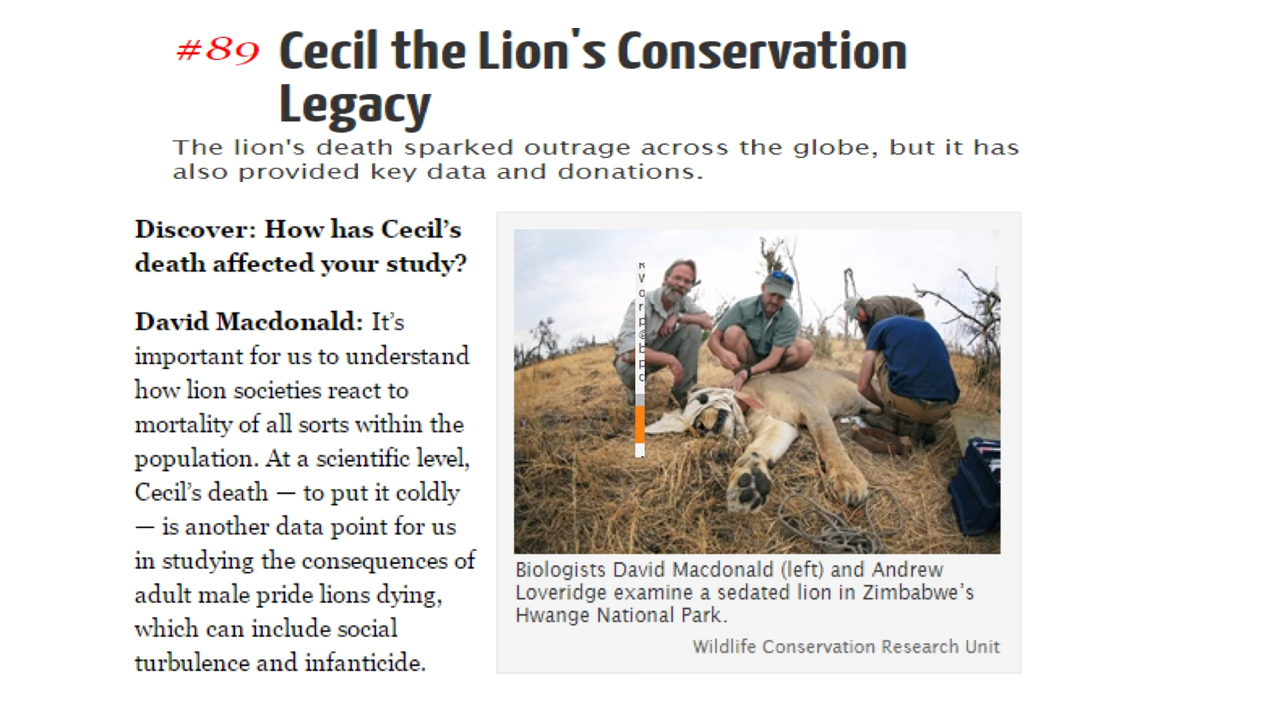 #89 Cecil the Lion's Conservation
Legacy
The lion's death sparked outrage across the globe, but it has
also provided key data and donations.
Discover: How has Cecil’s
death affected your study?
David Macdonald: It’s
important for us to understand
how lion societies react to
mortality of all sorts within the
population. At a scientific level,
Cecil’s death — to put it coldly
— is another data point for us
in studying the consequences of
adult male pride lions dying,
which can include social
turbulence and infanticide.
Biologists David Macdonald (left) and Andrew
Loveridge examine a sedated lion in Zimbabwe’s
Hwange National Park.
Wildlife Conservation Research Unit